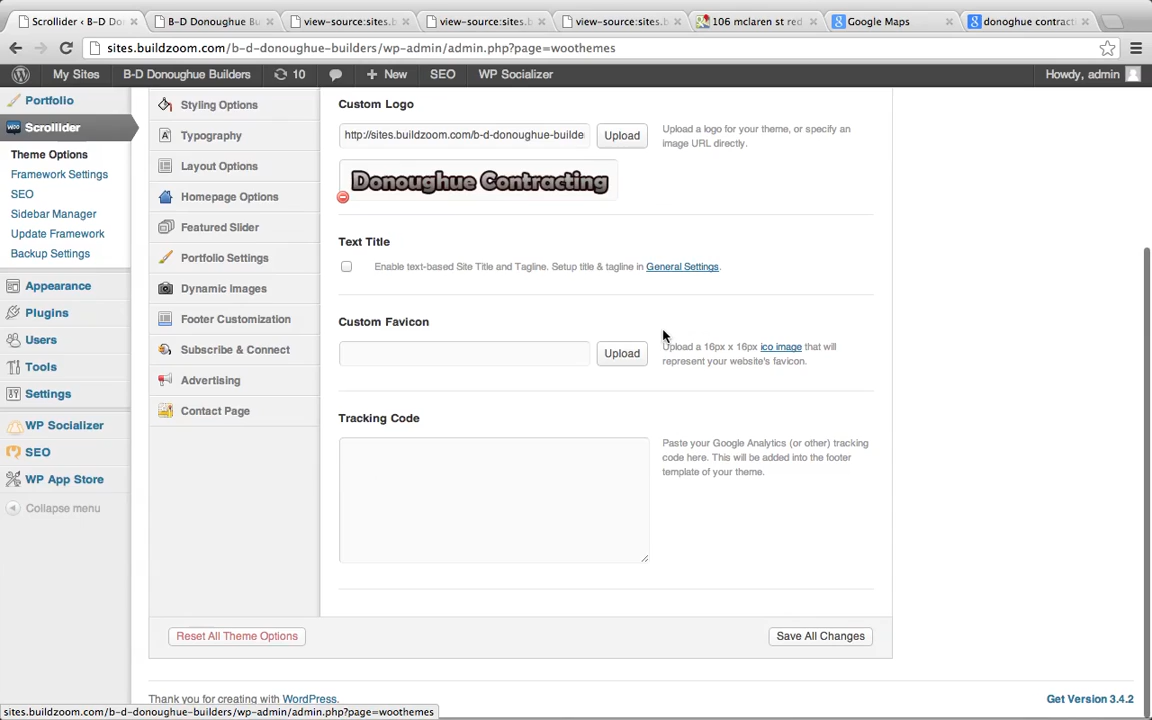 Scrollider ‹ B-D Do
B-D Donoughue Bu
view-source:sites.b
view-source:sites.b
view-source:sites.b
106 mclaren st red
Google Maps
donoghue contract
sites.buildzoom.com/b-d-donoughue-builders/wp-admin/admin.php?page=woothemes
My Sites
B-D Donoughue Builders
10
New
SEO
WP Socializer
Howdy, admin
Portfolio
Scrollider
Theme Options
Framework Settings
SEO
Sidebar Manager
Update Framework
Backup Settings
Appearance
Plugins
Users
Tools
Settings
WP Socializer
SEO
WP App Store
Collapse menu
Styling Options
Typography
Layout Options
Homepage Options
Featured Slider
Portfolio Settings
Dynamic Images
Footer Customization
Subscribe & Connect
Advertising
Contact Page
Custom Logo
http://sites.buildzoom.com/b-d-donoughue-builde
Upload
Upload a logo for your theme, or specify an
image URL directly.
Donoughue Contracting
Text Title
Enable text-based Site Title and Tagline. Setup title & tagline in General Settings.
Custom Favicon
Upload
Upload a 16px x 16px ico image that will
represent your website's favicon.
Tracking Code
Paste your Google Analytics (or other) tracking
code here. This will be added into the footer
template of your theme.
Reset All Theme Options
Save All Changes
Thank you for creating with WordPress.
Get Version 3.4.2
sites.buildzoom.com/b-d-donoughue-builders/wp-admin/admin.php?page=woothemes